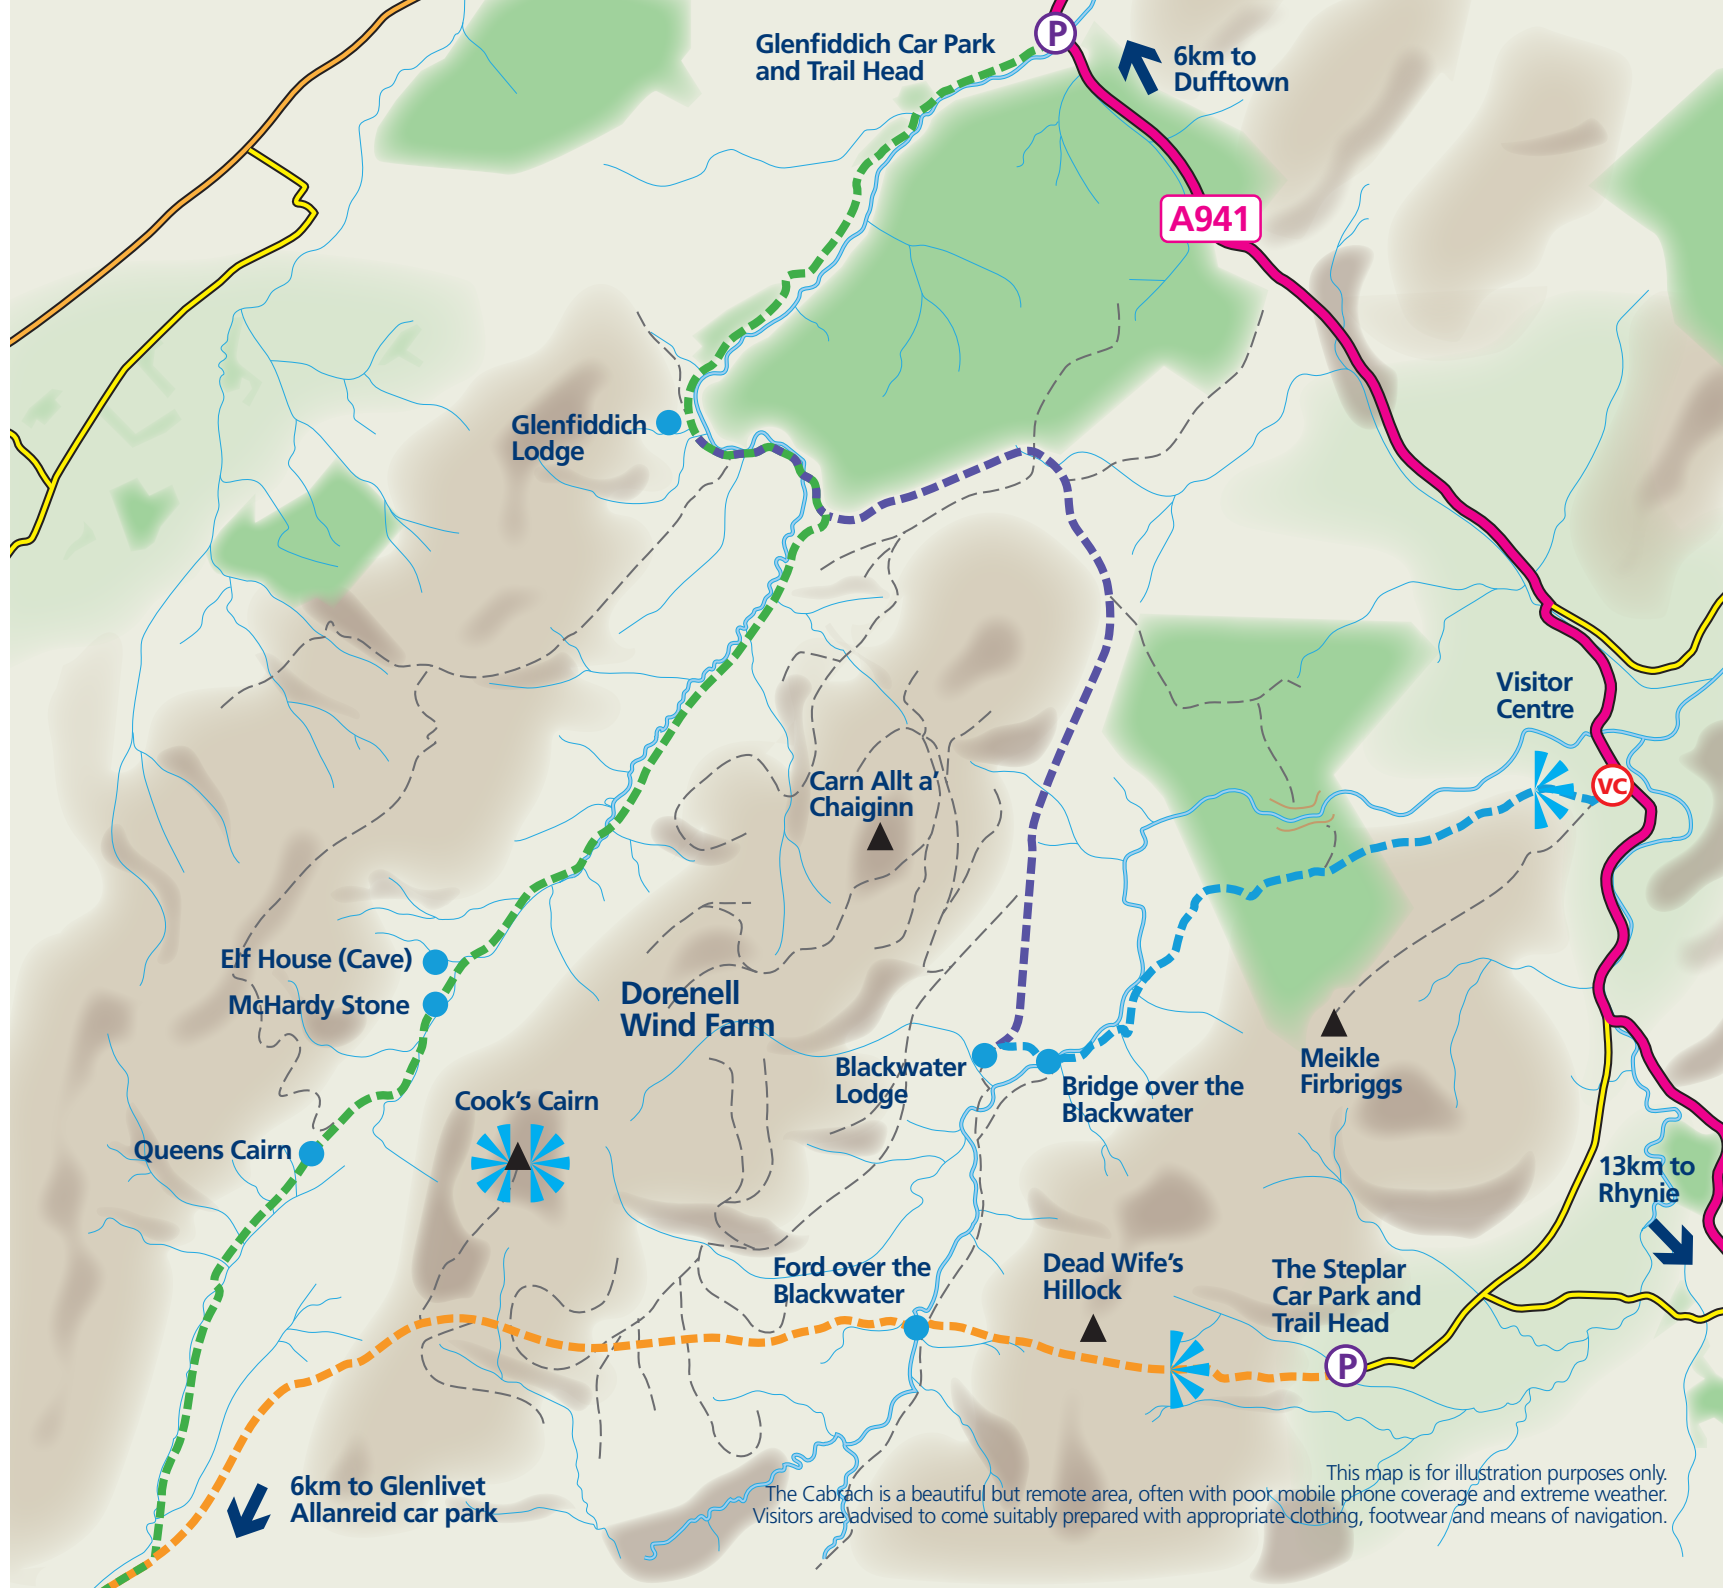 Glenfiddich Car Park
and Trail Head
P
6km to
Dufftown
A941
Glenfiddich
Lodge
Visitor
Centre
VC
Carn Allt a’
Chaiginn
Elf House (Cave)
McHardy Stone
Dorenell
Wind Farm
Blackwater
Lodge
Bridge over the
Blackwater
Meikle
Firbriggs
Cook’s Cairn
Queens Cairn
13km to
Rhynie
Ford over the
Blackwater
Dead Wife’s
Hillock
The Steplar
Car Park and
Trail Head
P
6km to Glenlivet
Allanreid car park
This map is for illustration purposes only.
The Cabrach is a beautiful but remote area, often with poor mobile phone coverage and extreme weather.
Visitors are advised to come suitably prepared with appropriate clothing, footwear and means of navigation.